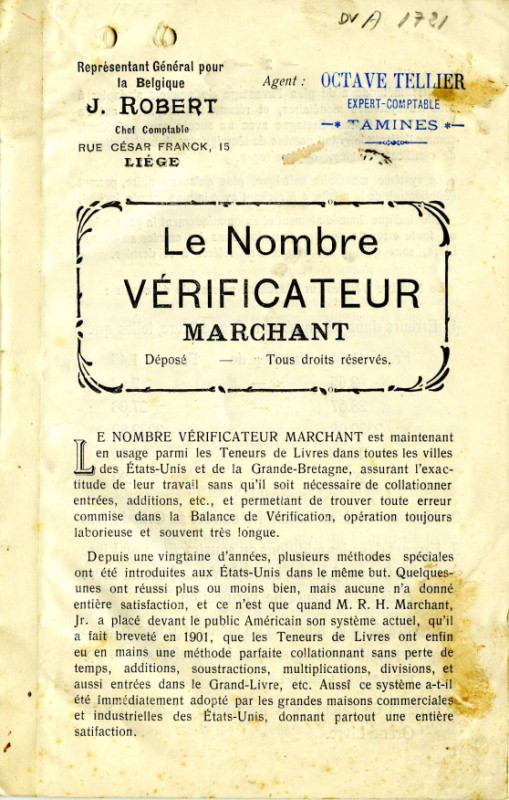 DV A 1721
Représentant Général pour
la Belgique
J. ROBERT
Chef Comptable
RUE CÉSAR FRANCK, 15
LIÉGE
Agent : OCTAVE TELLIER
EXPERT-COMPTABLE
—* TAMINES *—
Le Nombre
VÉRIFICATEUR
MARCHANT
Déposé — Tous droits réservés.
LE NOMBRE VÉRIFICATEUR MARCHANT est maintenant
en usage parmi les Teneurs de Livres dans toutes les villes
des États-Unis et de la Grande-Bretagne, assurant l'exac-
titude de leur travail sans qu'il soit nécessaire de collationner
entrées, additions, etc., et permettant de trouver toute erreur
commise dans la Balance de Vérification, opération toujours
laborieuse et souvent très longue.
Depuis une vingtaine d'années, plusieurs méthodes spéciales
ont été introduites aux États-Unis dans le même but. Quelques-
unes ont réussi plus ou moins bien, mais aucune n'a donné
entière satisfaction, et ce n'est que quand M. R. H. Marchant,
Jr. a placé devant le public Américain son système actuel, qu'il
a fait breveté en 1901, que les Teneurs de Livres ont enfin
eu en mains une méthode parfaite collationnant sans perte de
temps, additions, soustractions, multiplications, divisions, et
aussi entrées dans le Grand-Livre, etc. Aussi ce système a-t-il
été immédiatement adopté par les grandes maisons commerciales
et industrielles des États-Unis, donnant partout une entière
satifaction.